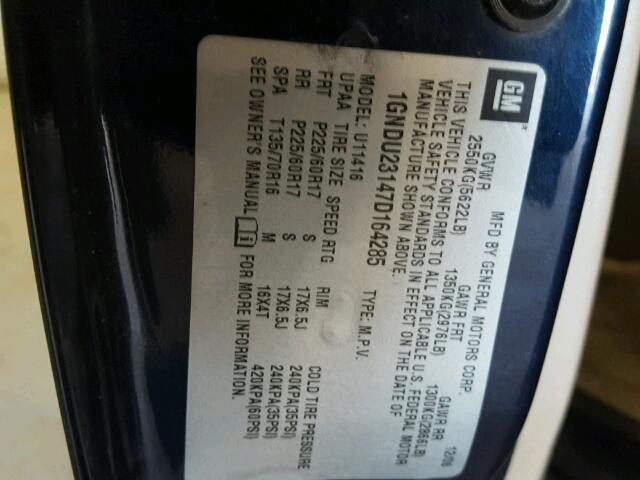 GM
MFD BY GENERAL MOTORS CORP. 12/06
GVWR GAWR FRT GAWR RR
2550KG(5622LB) 1350KG(2976LB) 1300KG(2866LB)
THIS VEHICLE CONFORMS TO ALL APPLICABLE U.S. FEDERAL MOTOR
VEHICLE SAFETY STANDARDS IN EFFECT ON THE DATE OF
MANUFACTURE SHOWN ABOVE.
1GNDU23147D164285 TYPE: M.P.V.
MODEL: U11416
UPAA TIRE SIZE SPEED RTG RIM COLD TIRE PRESSURE
FRT P225/60R17 S 17X6.5J 240KPA(35PSI)
RR P225/60R17 S 17X6.5J 240KPA(35PSI)
SPA T135/70R16 M 16X4T 420KPA(60PSI)
SEE OWNER'S MANUAL i FOR MORE INFORMATION.